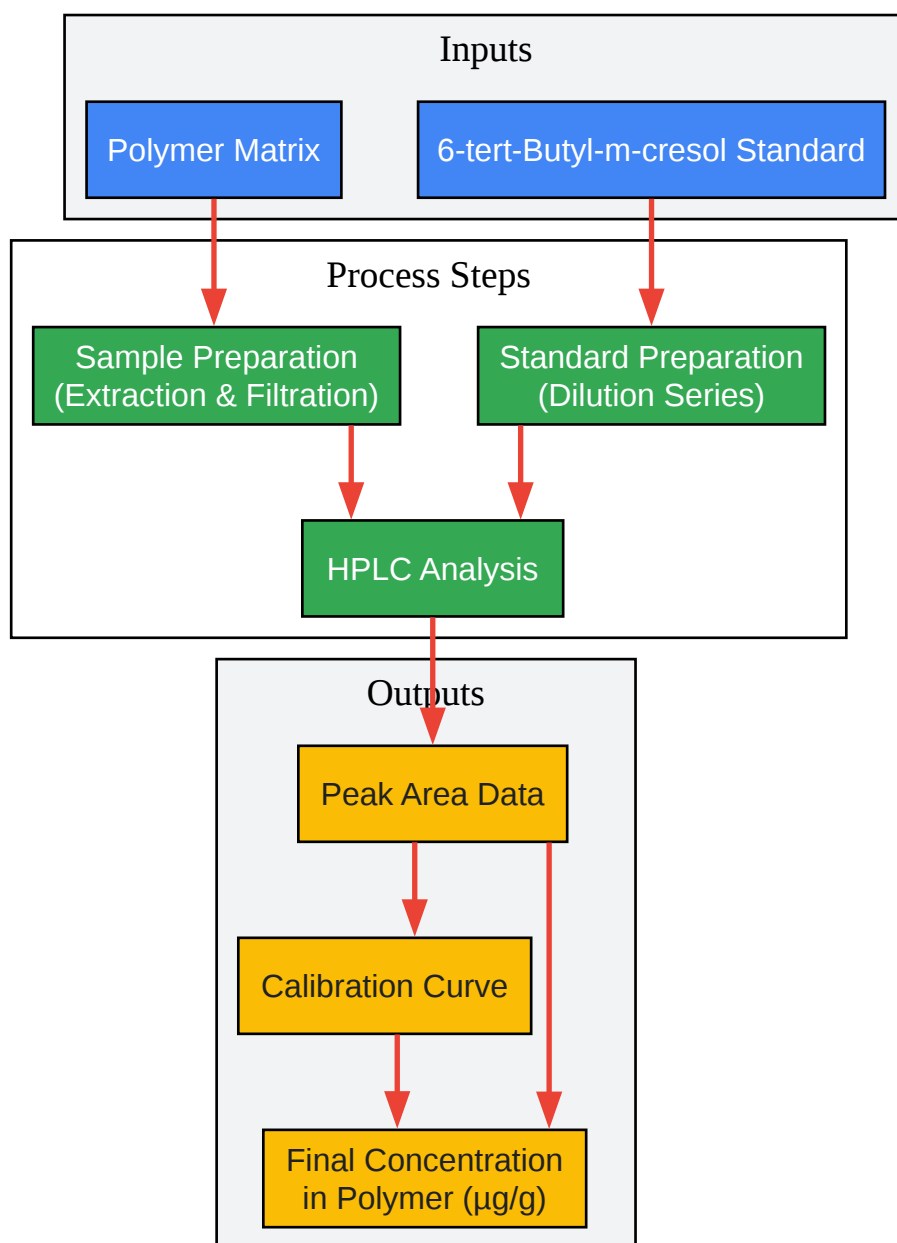 Inputs
Polymer Matrix
6-tert-Butyl-m-cresol Standard
Process Steps
Sample Preparation
(Extraction & Filtration)
Standard Preparation
(Dilution Series)
HPLC Analysis
Outputs
Peak Area Data
Calibration Curve
Final Concentration
in Polymer (µg/g)